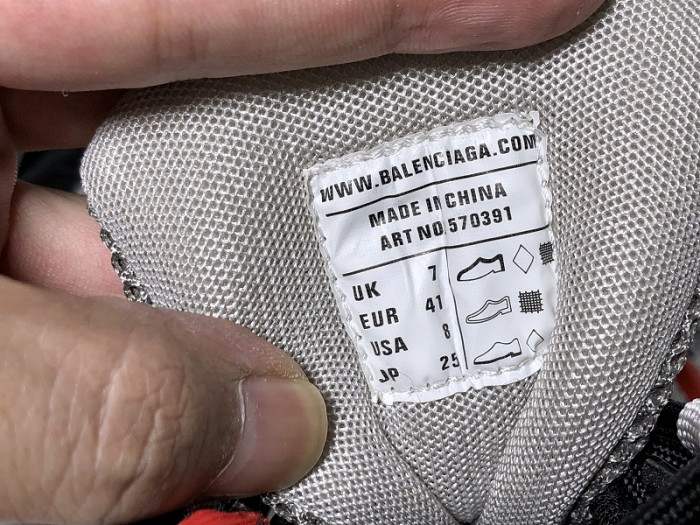 WWW.BALENCIAGA.COM
MADE IN CHINA
ART NO 570391
UK 7
EUR 41
USA 8
JP 25